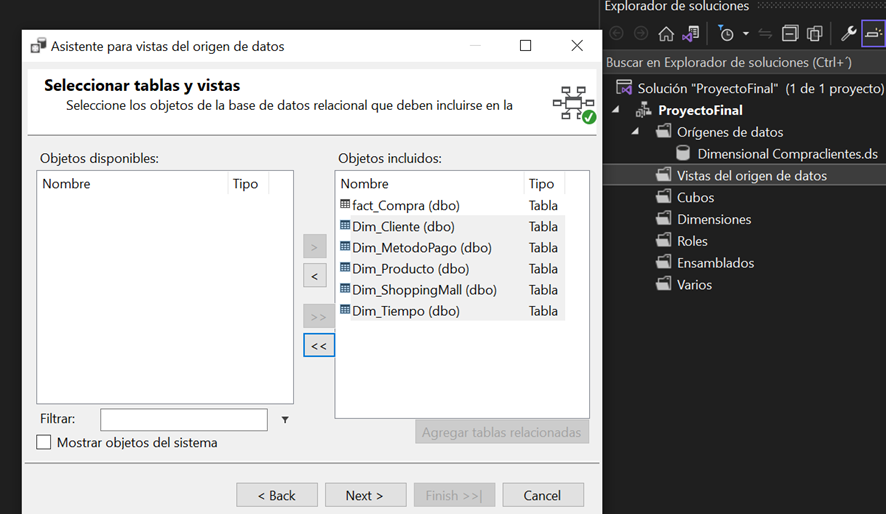 Explorador de soluciones
Asistente para vistas del origen de datos
Buscar en Explorador de soluciones (Ctrl+´)
Seleccionar tablas y vistas
Seleccione los objetos de la base de datos relacional que deben incluirse en la
Solución "ProyectoFinal" (1 de 1 proyecto)
ProyectoFinal
Orígenes de datos
Dimensional Compraclientes.ds
Vistas del origen de datos
Cubos
Dimensiones
Roles
Ensamblados
Varios
Objetos disponibles:
Nombre Tipo
Objetos incluidos:
Nombre Tipo
fact_Compra (dbo) Tabla
Dim_Cliente (dbo) Tabla
Dim_MetodoPago (dbo) Tabla
Dim_Producto (dbo) Tabla
Dim_ShoppingMall (dbo) Tabla
Dim_Tiempo (dbo) Tabla
>
<
>>
<<
Filtrar:
Mostrar objetos del sistema
Agregar tablas relacionadas
< Back Next > Finish >>| Cancel